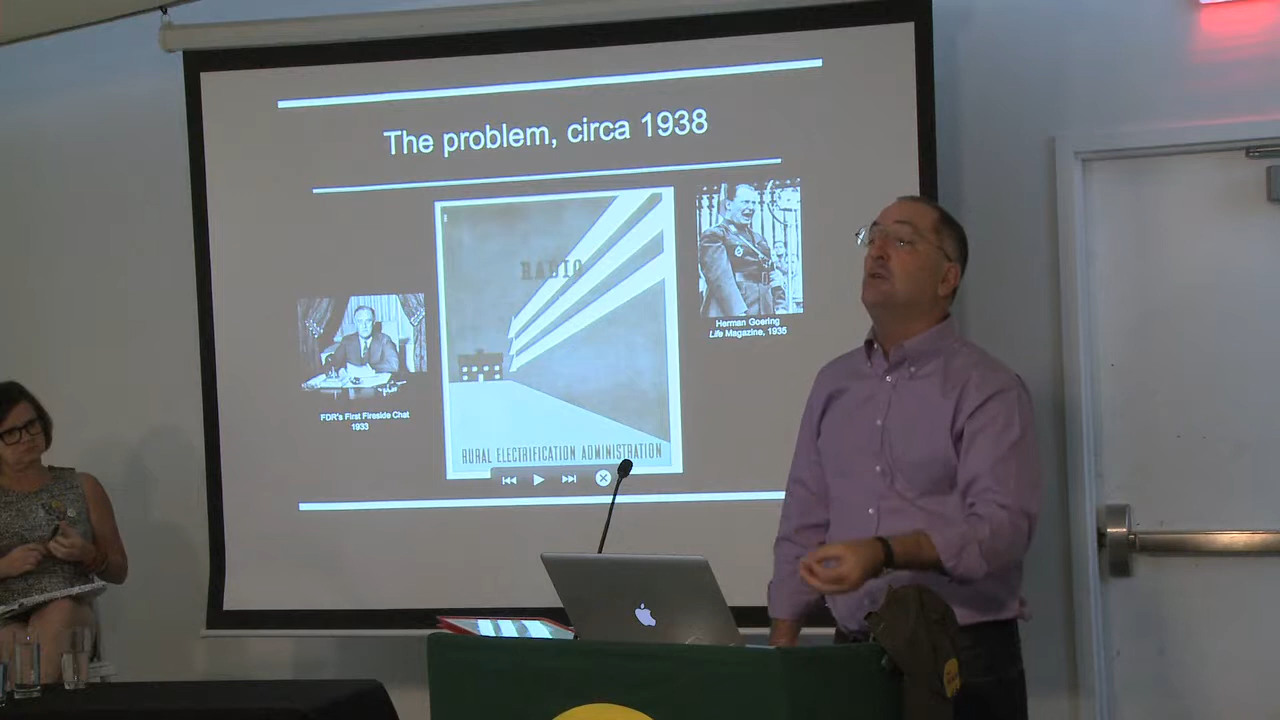 The problem, circa 1938
RADIO
RURAL ELECTRIFICATION ADMINISTRATION
Herman Goering
Life Magazine, 1935
FDR's First Fireside Chat
1933